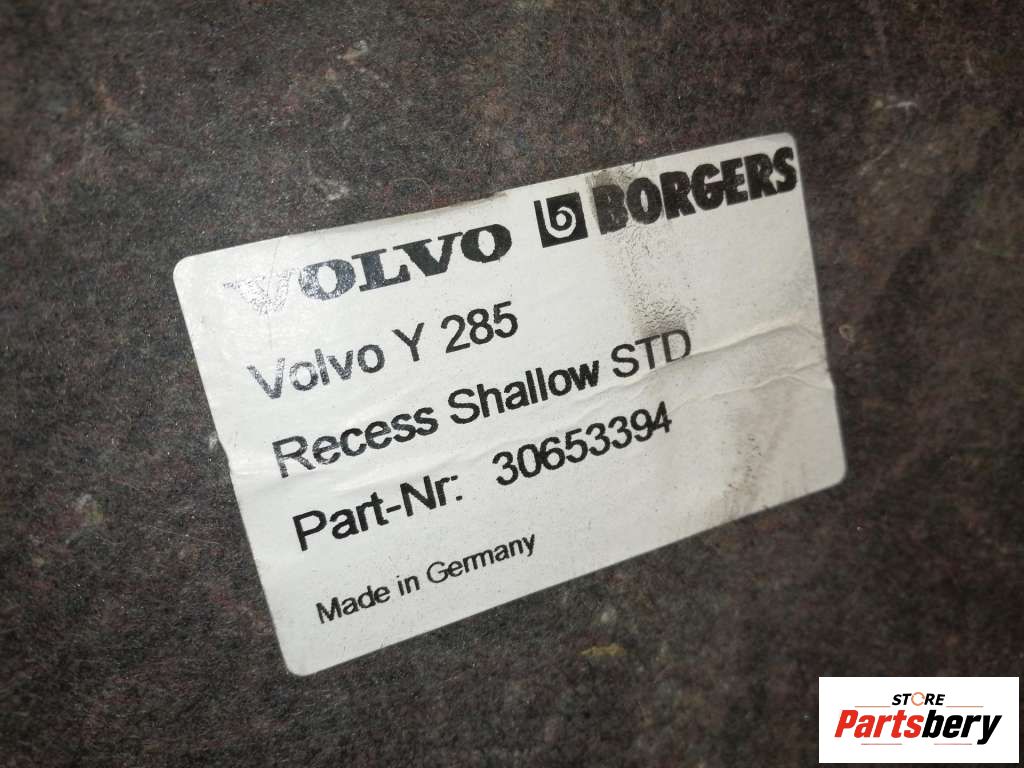 VOLVO BORGERS
Volvo Y 285
Recess Shallow STD
Part-Nr: 30653394
Made in Germany
STORE
Partsbery